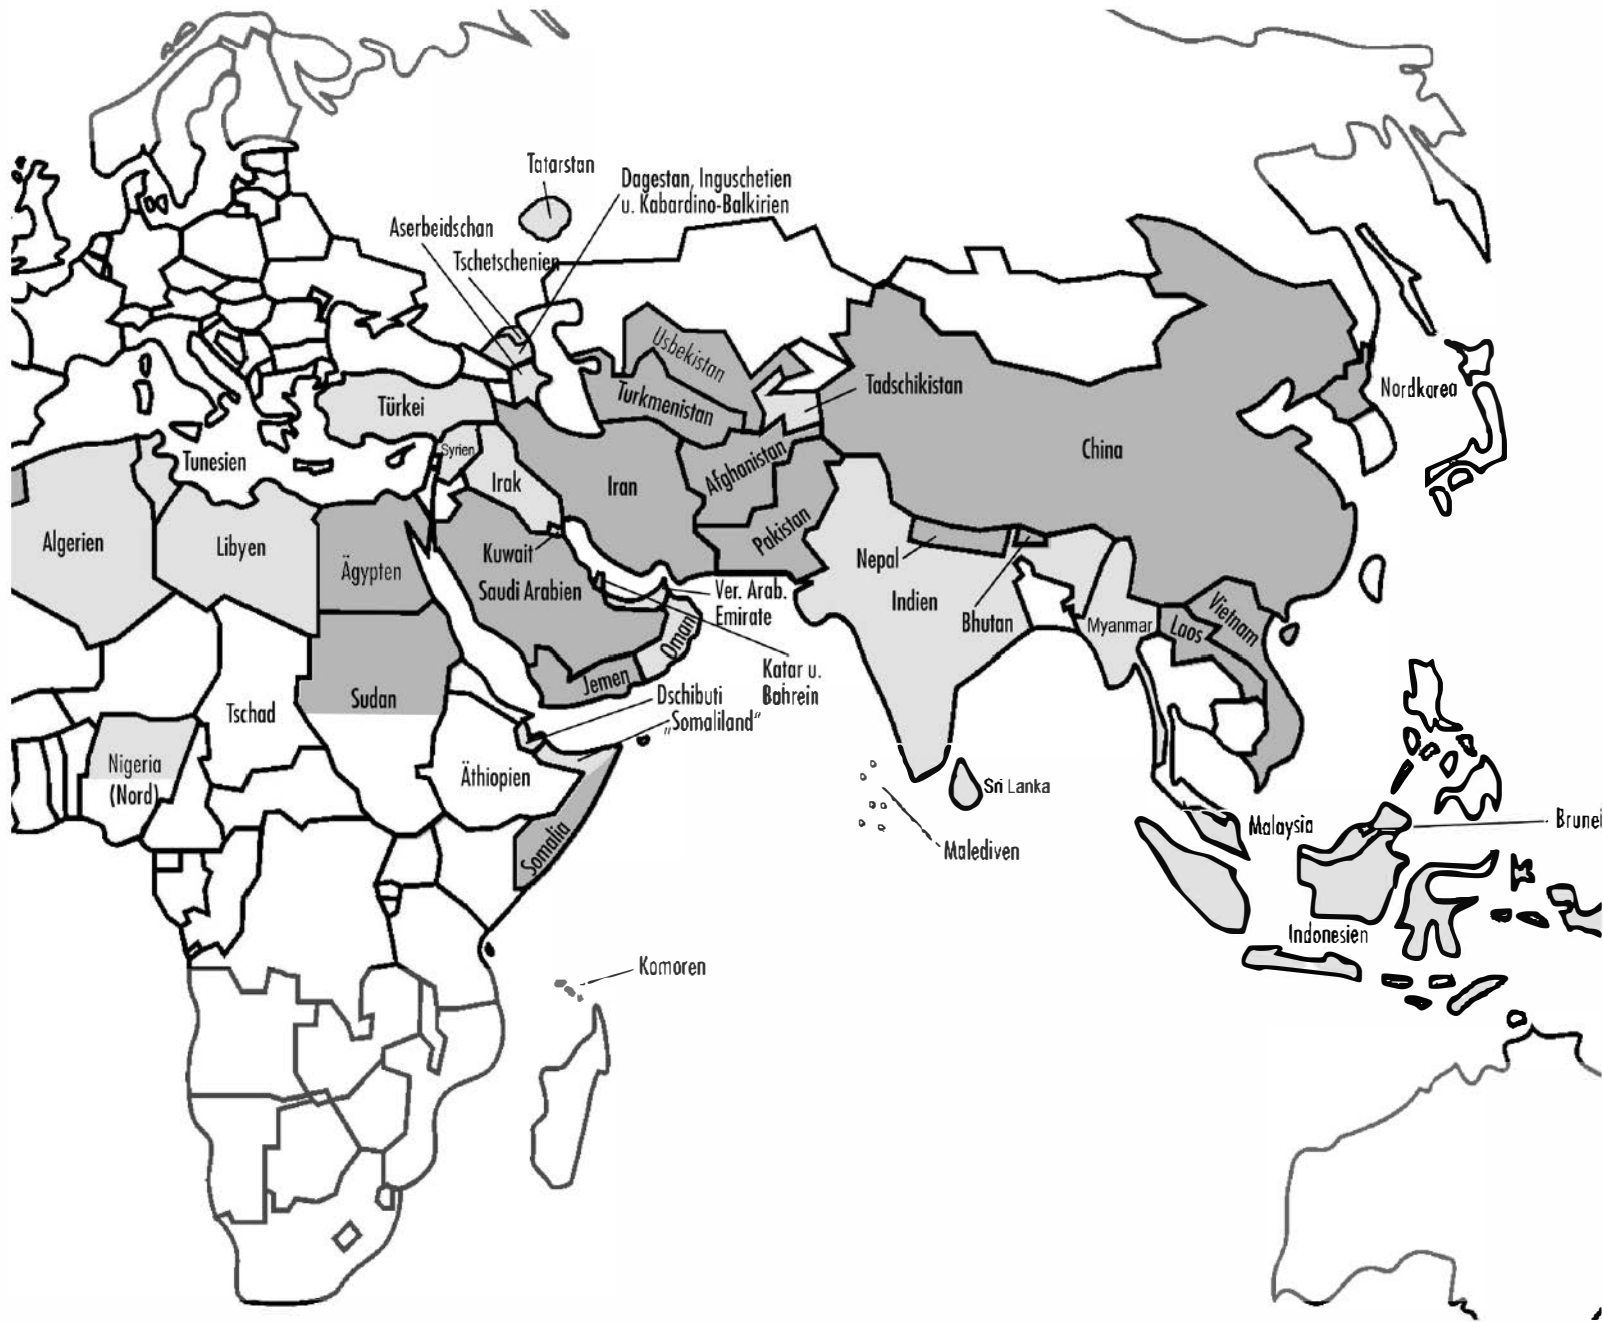 Tatarstan
Dagestan, Inguschetien
u. Kabardino-Balkirien
Aserbeidschan
Tschetschenien
Usbekistan
Turkmenistan
Tadschikistan
Nordkarea
Türkei
Syrien
Tunesien
Irak
Iran
Afghanistan
Pakistan
China
Algerien
Libyen
Ägypten
Kuwait
Saudi Arabien
Ver. Arab.
Emirate
Oman
Nepal
Indien
Bhutan
Myanmar
Laos
Vietnam
Katar u.
Bahrein
Jemen
Dschibuti
„Somaliland“
Sudan
Tschad
Nigeria
(Nord)
Äthiopien
Somalia
Sri Lanka
Malediven
Malaysia
Brunei
Indonesien
Komoren